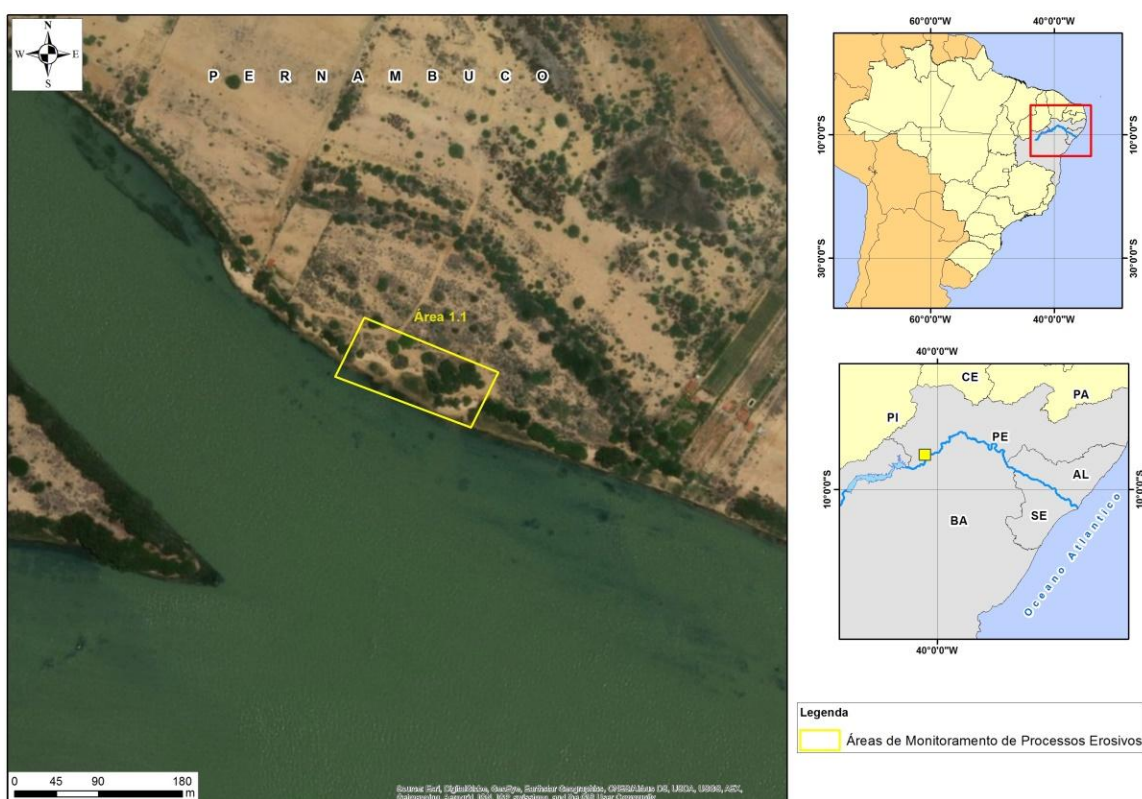 N
W E
S
P E R N A M B U C O
Área 1.1
0 45 90 180
m
60°0'0"W 40°0'0"W
10°0'0"S
10°0'0"S
30°0'0"S
30°0'0"S
60°0'0"W 40°0'0"W
40°0'0"W
CE
PA
PI
PE
AL
10°0'0"S
10°0'0"S
BA
SE
Oceano Atlantico
40°0'0"W
Legenda
Áreas de Monitoramento de Processos Erosivos